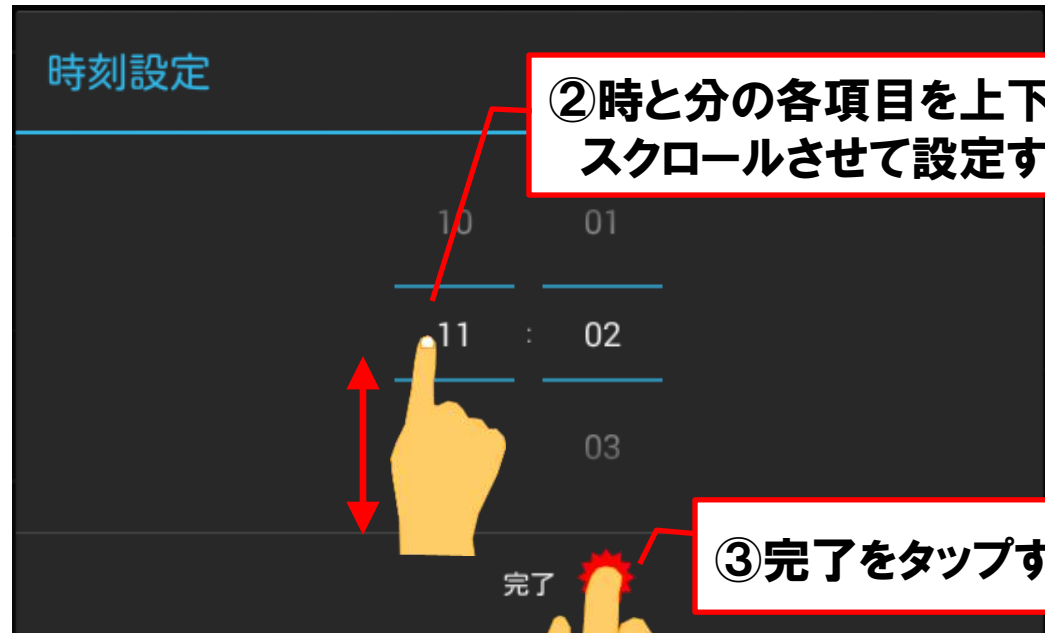 時刻設定
②時と分の各項目を上下
スクロールさせて設定す
10 01
11 : 02
03
完了
③完了をタップす